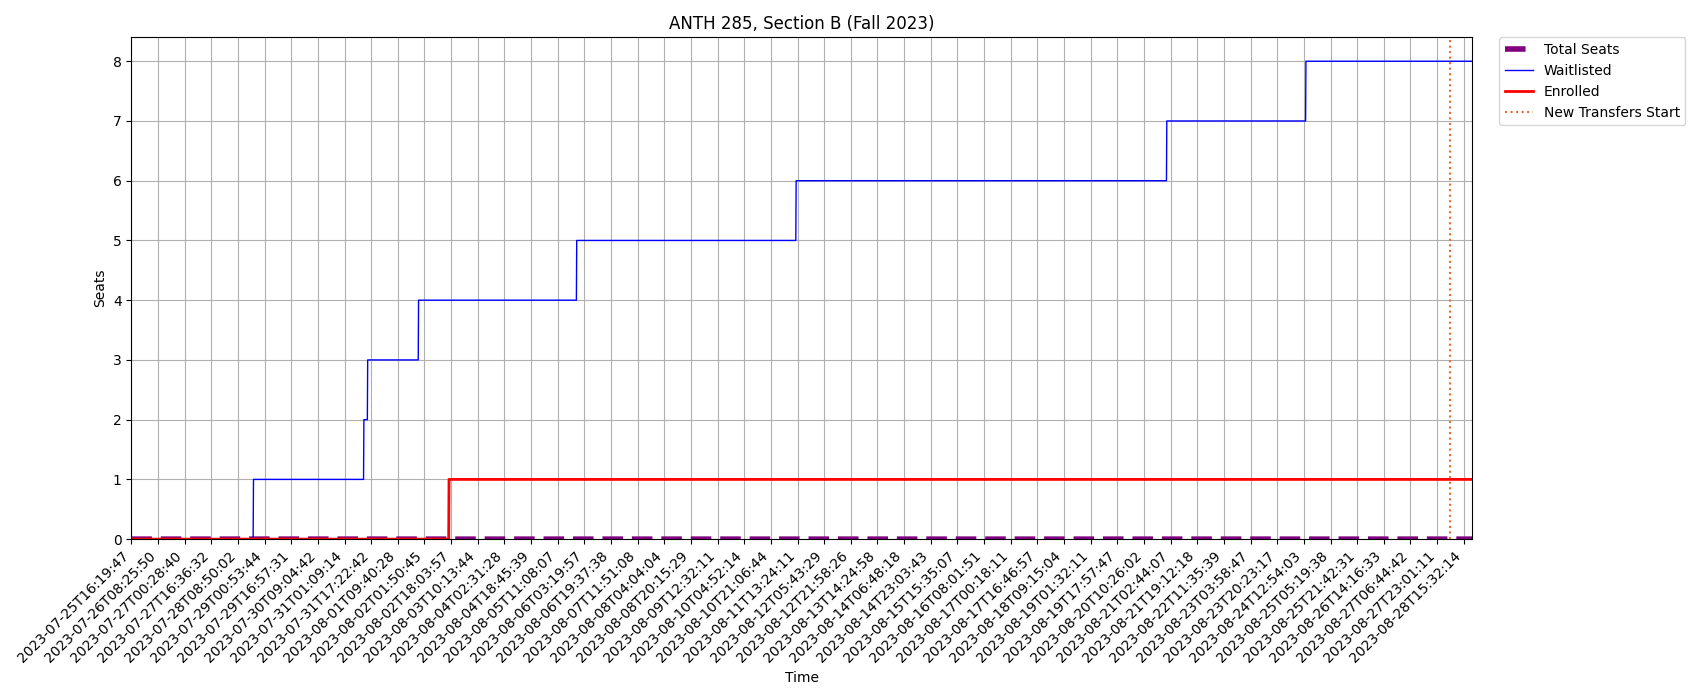 ANTH 285, Section B (Fall 2023)
Total Seats
Waitlisted
Enrolled
New Transfers Start
Seats
8
7
6
5
4
3
2
1
0
2023-07-25T16:19:47
2023-07-26T08:25:50
2023-07-27T00:28:40
2023-07-27T16:36:32
2023-07-28T08:50:02
2023-07-29T00:53:44
2023-07-29T16:57:31
2023-07-30T09:04:42
2023-07-31T01:09:14
2023-07-31T17:22:42
2023-08-01T09:40:28
2023-08-02T01:50:45
2023-08-02T18:03:57
2023-08-03T10:13:44
2023-08-04T02:31:28
2023-08-04T18:45:39
2023-08-05T11:08:07
2023-08-06T03:19:57
2023-08-06T19:37:38
2023-08-07T11:51:08
2023-08-08T04:04:04
2023-08-08T20:15:29
2023-08-09T12:32:11
2023-08-10T04:52:14
2023-08-10T21:06:44
2023-08-11T13:24:11
2023-08-12T05:43:29
2023-08-12T21:58:26
2023-08-13T14:24:58
2023-08-14T06:48:18
2023-08-14T23:03:43
2023-08-15T15:35:07
2023-08-16T08:01:51
2023-08-17T00:18:11
2023-08-17T16:46:57
2023-08-18T09:15:04
2023-08-19T01:32:11
2023-08-19T17:57:47
2023-08-20T10:26:02
2023-08-21T02:44:07
2023-08-21T19:12:18
2023-08-22T11:35:39
2023-08-23T03:58:47
2023-08-23T20:23:17
2023-08-24T12:54:03
2023-08-25T05:19:38
2023-08-25T21:42:31
2023-08-26T14:16:33
2023-08-27T06:44:42
2023-08-27T23:01:11
2023-08-28T15:32:14
Time